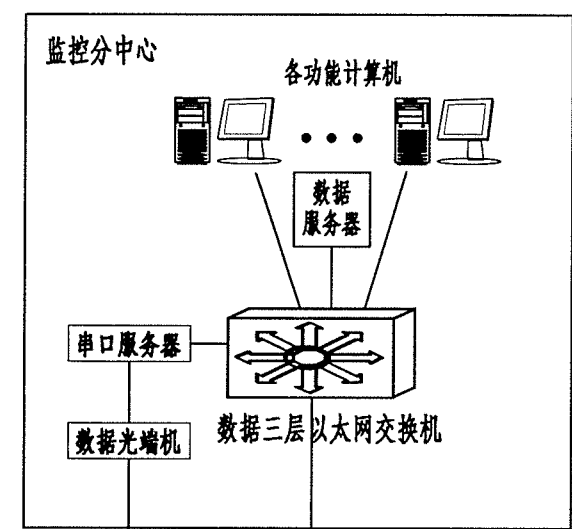 监控分中心
各功能计算机
数据
服务器
串口服务器
数据光端机
数据三层以太网交换机